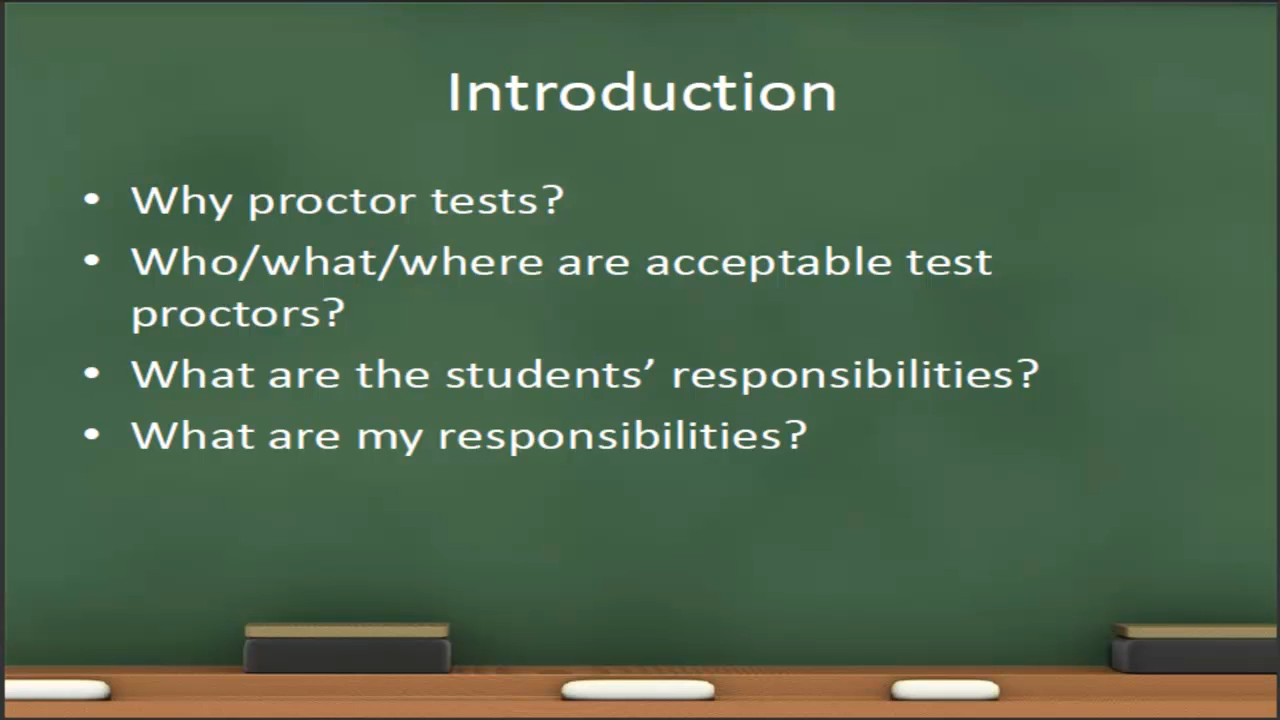 Introduction
• Why proctor tests?
• Who/what/where are acceptable test
proctors?
• What are the students’ responsibilities?
• What are my responsibilities?